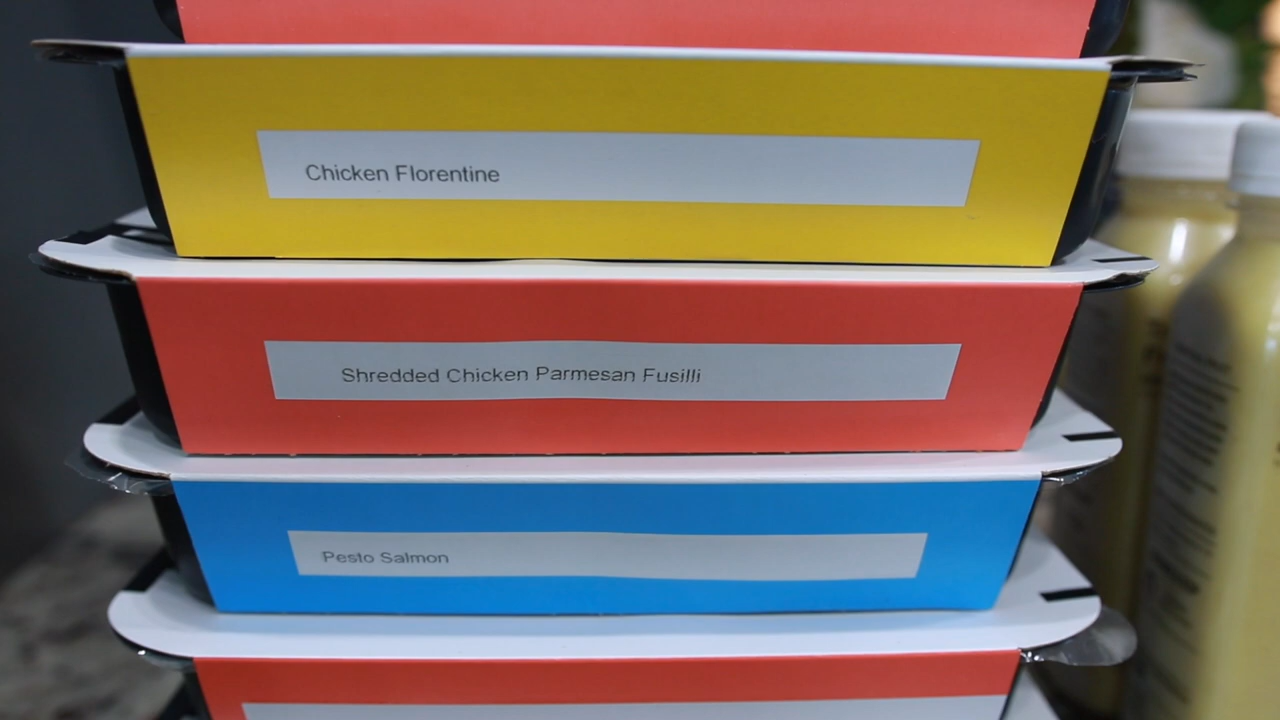 Chicken Florentine
Shredded Chicken Parmesan Fusilli
Pesto Salmon